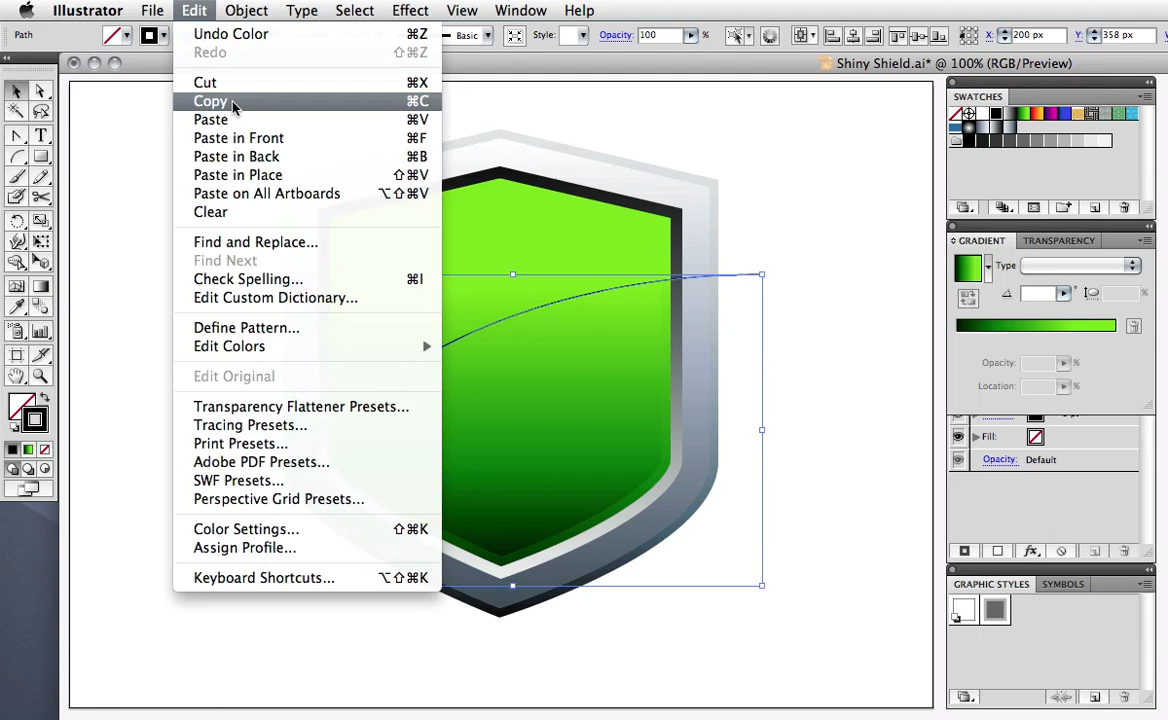 Illustrator File Edit Object Type Select Effect View Window Help
Path Basic Style: Opacity: 100 % X: 200 px Y: 358 px
Shiny Shield.ai* @ 100% (RGB/Preview)
Undo Color ⌘Z
Redo ⇧⌘Z
Cut ⌘X
Copy ⌘C
Paste ⌘V
Paste in Front ⌘F
Paste in Back ⌘B
Paste in Place ⇧⌘V
Paste on All Artboards ⌥⇧⌘V
Clear
Find and Replace...
Find Next
Check Spelling... ⌘I
Edit Custom Dictionary...
Define Pattern...
Edit Colors
Edit Original
Transparency Flattener Presets...
Tracing Presets...
Print Presets...
Adobe PDF Presets...
SWF Presets...
Perspective Grid Presets...
Color Settings... ⇧⌘K
Assign Profile...
Keyboard Shortcuts... ⌥⇧⌘K
SWATCHES
GRADIENT TRANSPARENCY
Type
°
%
Opacity: %
Location: %
Fill:
Opacity: Default
GRAPHIC STYLES SYMBOLS